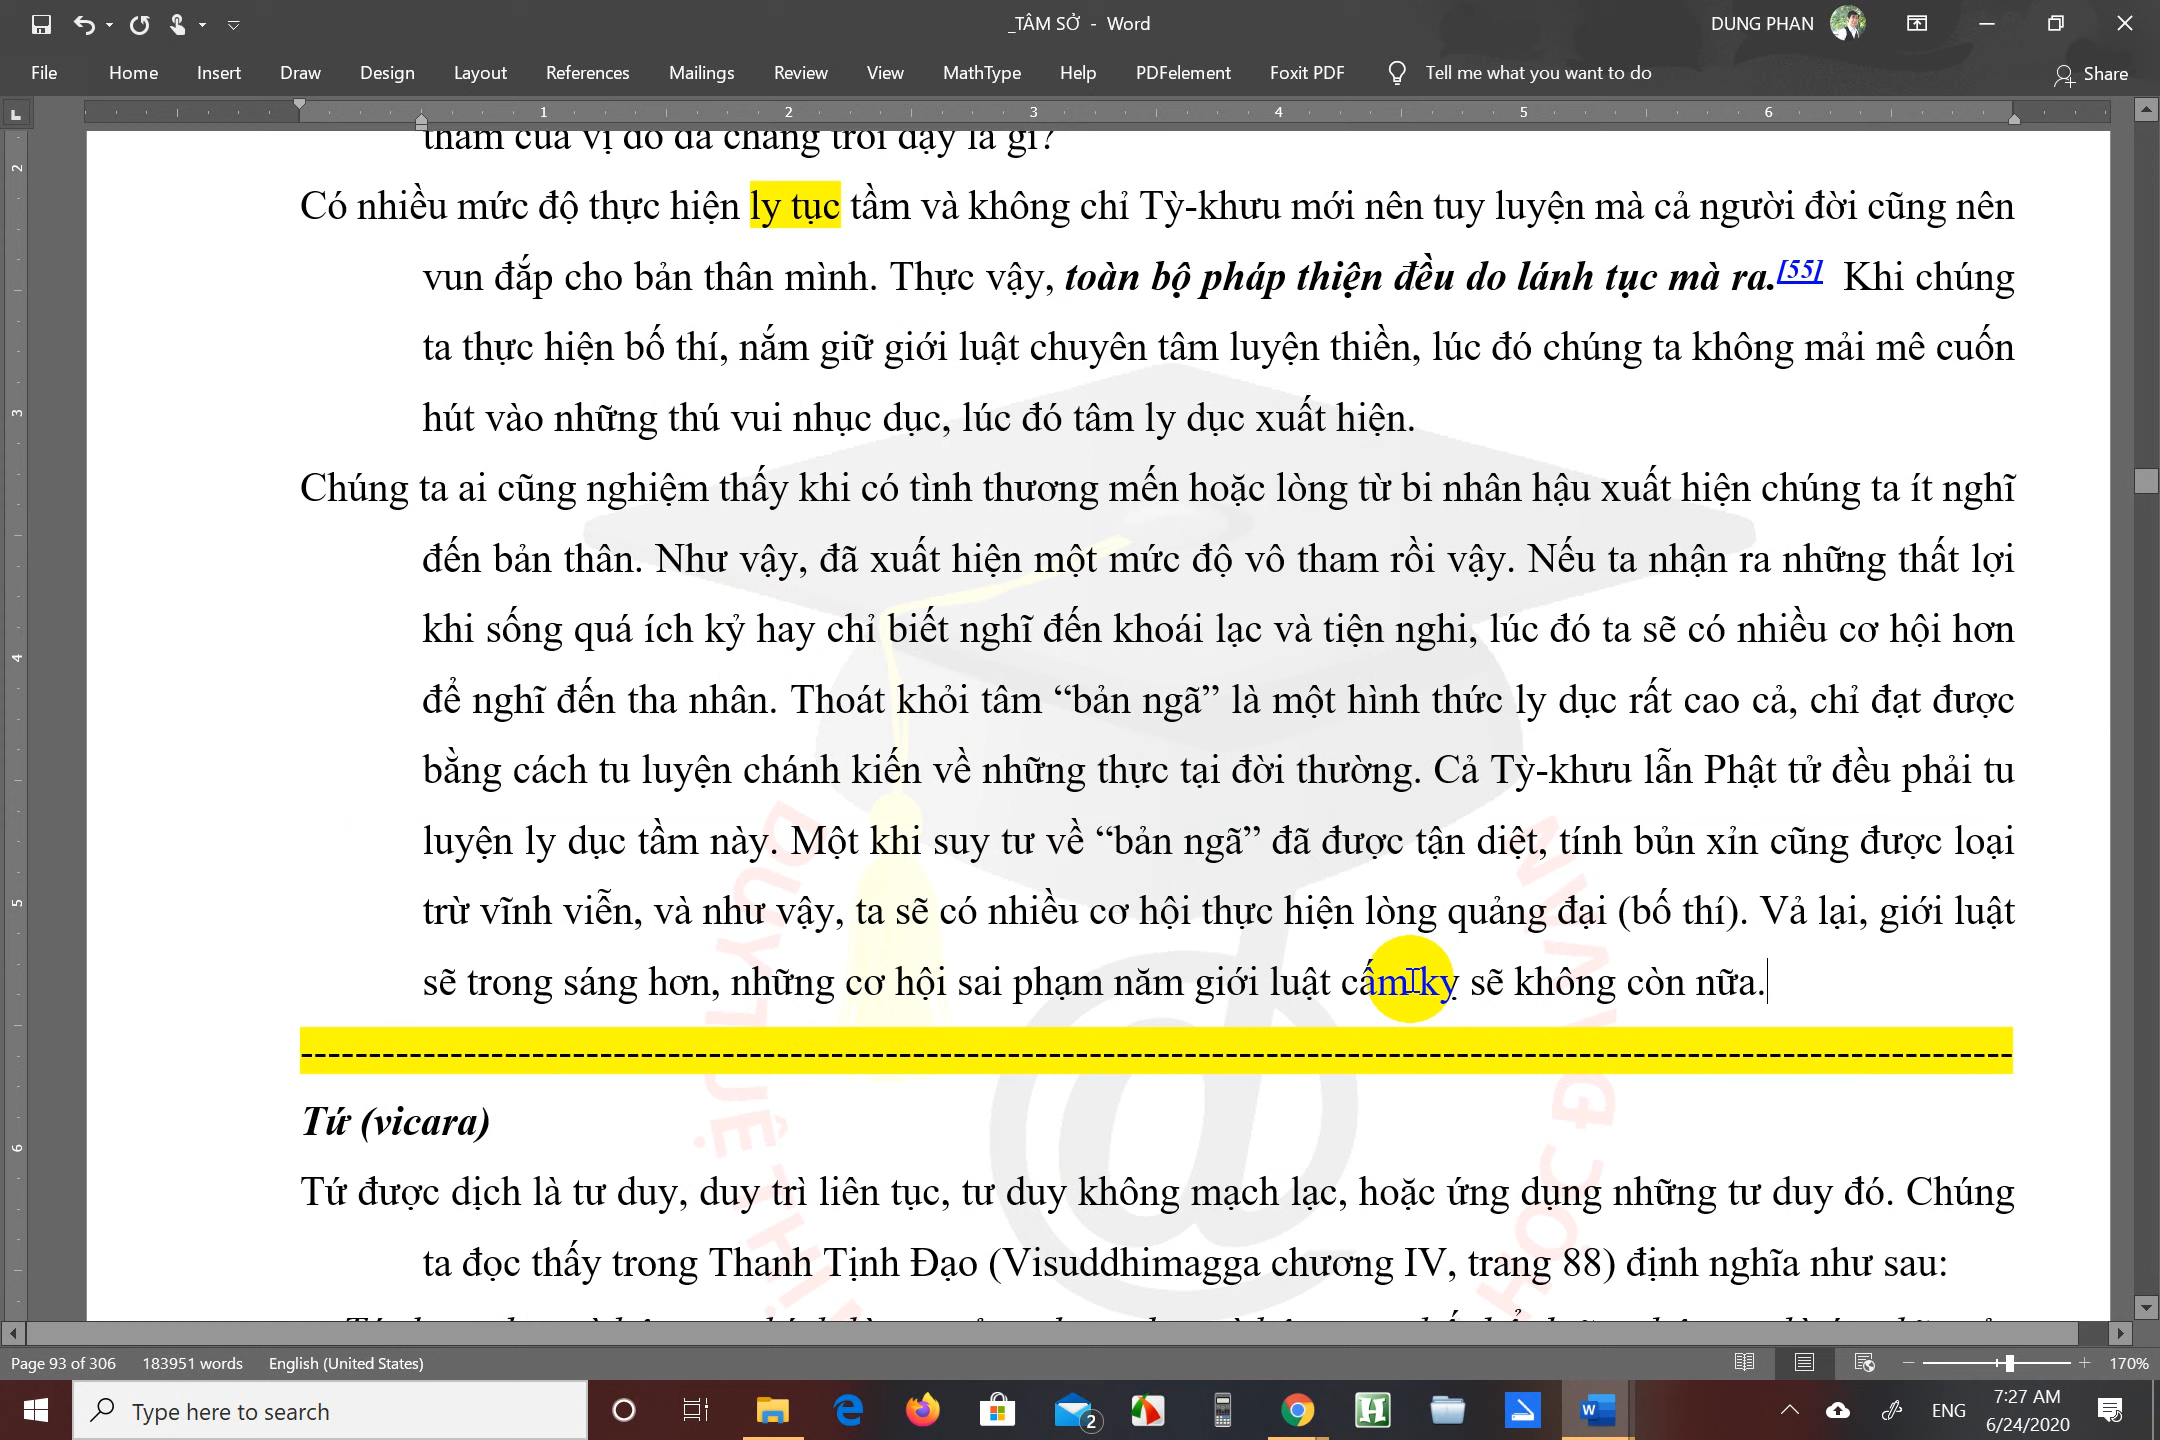 _TÂM SỞ - Word
DUNG PHAN
File Home Insert Draw Design Layout References Mailings Review View MathType Help PDFelement Foxit PDF Tell me what you want to do Share
1 2 3 4 5 6
tham của vị đó đã chẳng trỗi dậy là gì?
Có nhiều mức độ thực hiện ly tục tầm và không chỉ Tỳ-khưu mới nên tuy luyện mà cả người đời cũng nên
vun đắp cho bản thân mình. Thực vậy, toàn bộ pháp thiện đều do lánh tục mà ra.[55] Khi chúng
ta thực hiện bố thí, nắm giữ giới luật chuyên tâm luyện thiền, lúc đó chúng ta không mải mê cuốn
hút vào những thú vui nhục dục, lúc đó tâm ly dục xuất hiện.
Chúng ta ai cũng nghiệm thấy khi có tình thương mến hoặc lòng từ bi nhân hậu xuất hiện chúng ta ít nghĩ
đến bản thân. Như vậy, đã xuất hiện một mức độ vô tham rồi vậy. Nếu ta nhận ra những thất lợi
khi sống quá ích kỷ hay chỉ biết nghĩ đến khoái lạc và tiện nghi, lúc đó ta sẽ có nhiều cơ hội hơn
để nghĩ đến tha nhân. Thoát khỏi tâm “bản ngã” là một hình thức ly dục rất cao cả, chỉ đạt được
bằng cách tu luyện chánh kiến về những thực tại đời thường. Cả Tỳ-khưu lẫn Phật tử đều phải tu
luyện ly dục tầm này. Một khi suy tư về “bản ngã” đã được tận diệt, tính bủn xỉn cũng được loại
trừ vĩnh viễn, và như vậy, ta sẽ có nhiều cơ hội thực hiện lòng quảng đại (bố thí). Vả lại, giới luật
sẽ trong sáng hơn, những cơ hội sai phạm năm giới luật cấm kỵ sẽ không còn nữa.
Tứ (vicara)
Tứ được dịch là tư duy, duy trì liên tục, tư duy không mạch lạc, hoặc ứng dụng những tư duy đó. Chúng
ta đọc thấy trong Thanh Tịnh Đạo (Visuddhimagga chương IV, trang 88) định nghĩa như sau:
Page 93 of 306 183951 words English (United States) 170%
Type here to search
2
ENG
7:27 AM
6/24/2020